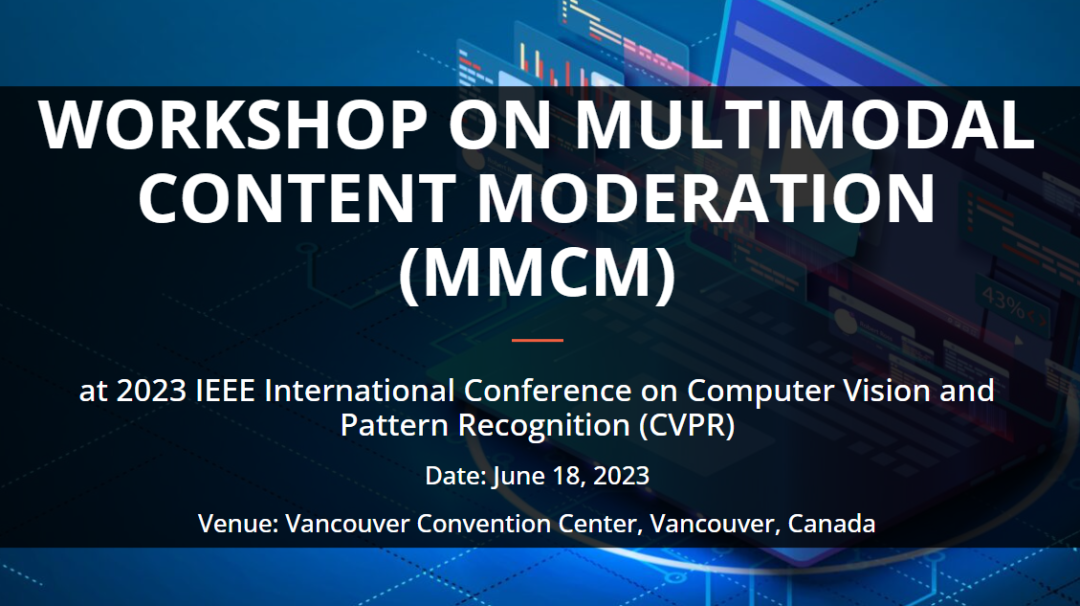 WORKSHOP ON MULTIMODAL
CONTENT MODERATION
(MMCM)
at 2023 IEEE International Conference on Computer Vision and
Pattern Recognition (CVPR)
Date: June 18, 2023
Venue: Vancouver Convention Center, Vancouver, Canada
43%